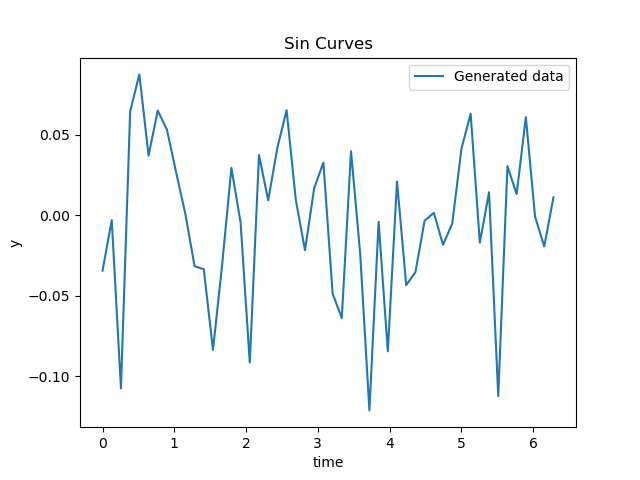 Sin Curves
Generated data
0.05
0.00
−0.05
−0.10
y
0 1 2 3 4 5 6
time